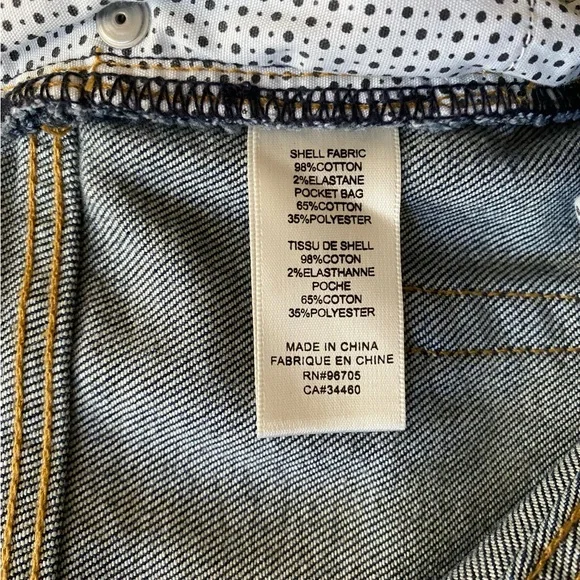 SHELL FABRIC
98%COTTON
2%ELASTANE
POCKET BAG
65%COTTON
35%POLYESTER
TISSU DE SHELL
98%COTON
2%ELASTHANNE
POCHE
65%COTON
35%POLYESTER
MADE IN CHINA
FABRIQUE EN CHINE
RN#96705
CA#34460